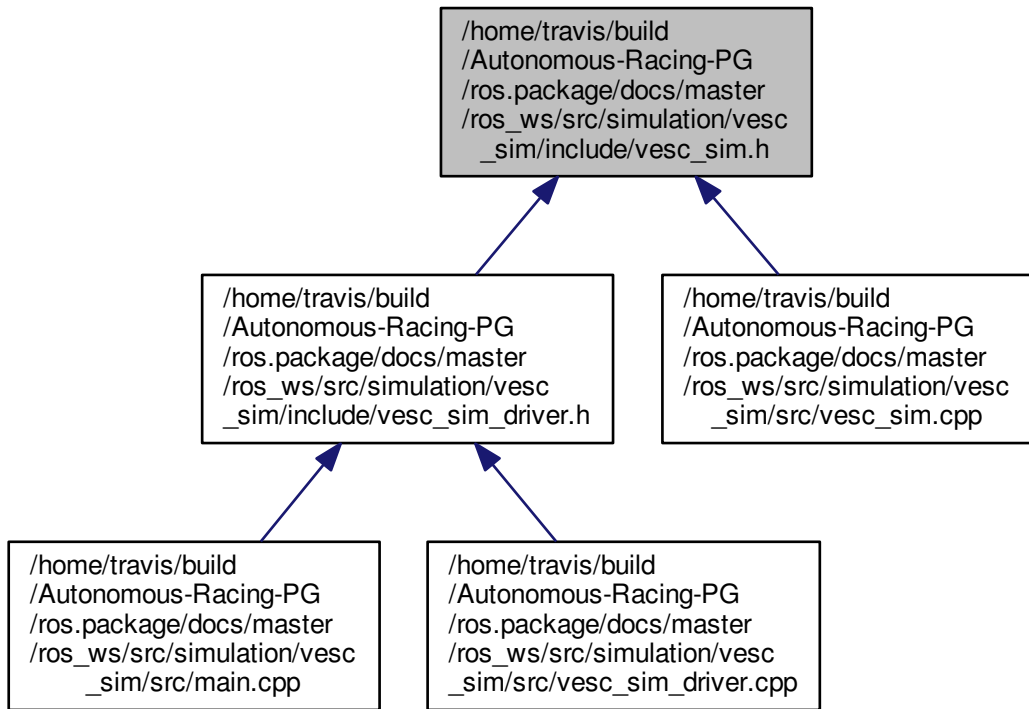 /home/travis/build
/Autonomous-Racing-PG
/ros.package/docs/master
/ros_ws/src/simulation/vesc
_sim/include/vesc_sim.h
/home/travis/build
/Autonomous-Racing-PG
/ros.package/docs/master
/ros_ws/src/simulation/vesc
_sim/include/vesc_sim_driver.h
/home/travis/build
/Autonomous-Racing-PG
/ros.package/docs/master
/ros_ws/src/simulation/vesc
_sim/src/vesc_sim.cpp
/home/travis/build
/Autonomous-Racing-PG
/ros.package/docs/master
/ros_ws/src/simulation/vesc
_sim/src/main.cpp
/home/travis/build
/Autonomous-Racing-PG
/ros.package/docs/master
/ros_ws/src/simulation/vesc
_sim/src/vesc_sim_driver.cpp